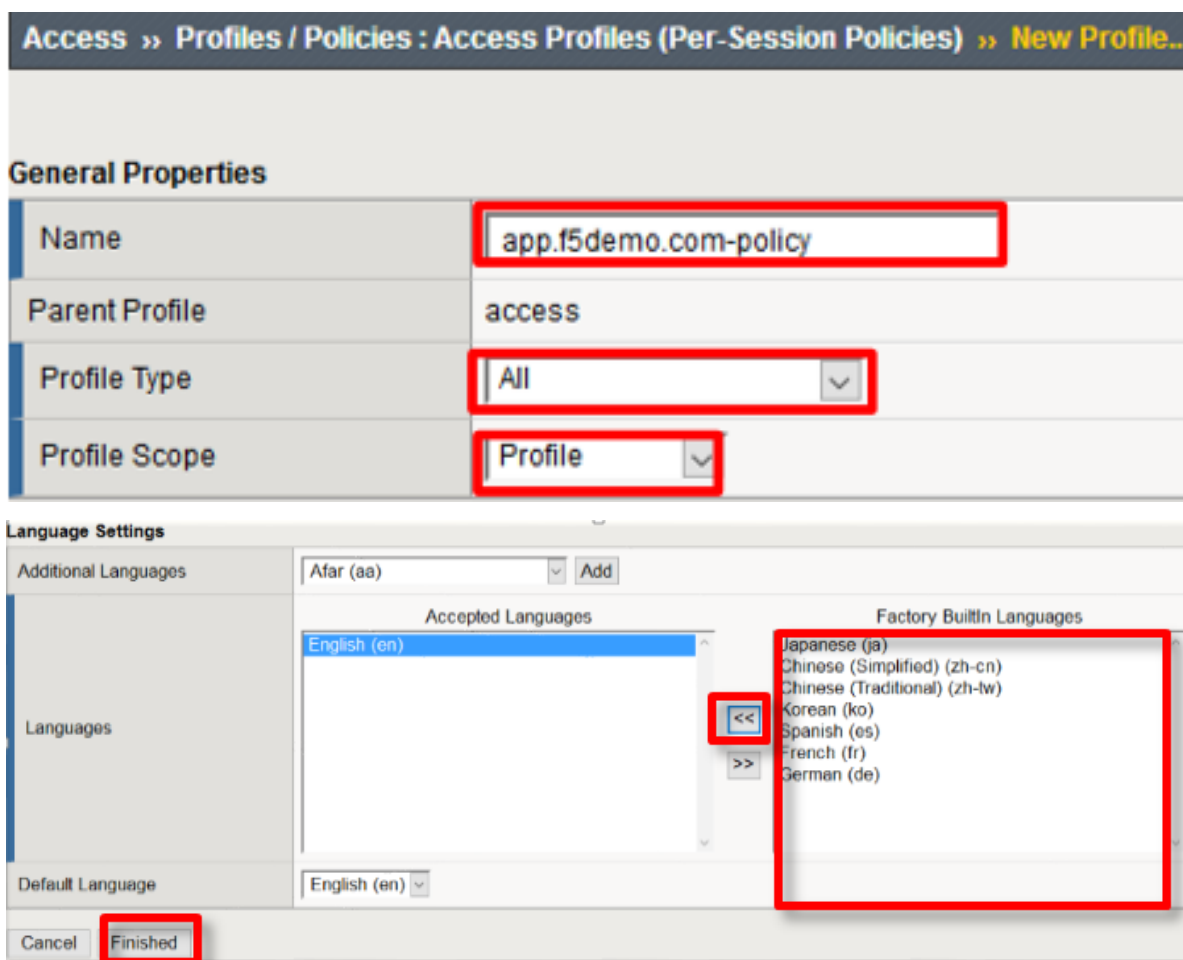 Access ›› Profiles / Policies : Access Profiles (Per-Session Policies) ›› New Profile..
General Properties
Name app.f5demo.com-policy
Parent Profile access
Profile Type All
Profile Scope Profile
Language Settings
Additional Languages Afar (aa) Add
Accepted Languages Factory BuiltIn Languages
English (en) Japanese (ja)
Chinese (Simplified) (zh-cn)
Chinese (Traditional) (zh-tw)
<< Korean (ko)
Languages Spanish (es)
French (fr)
>> German (de)
Default Language English (en)
Cancel Finished